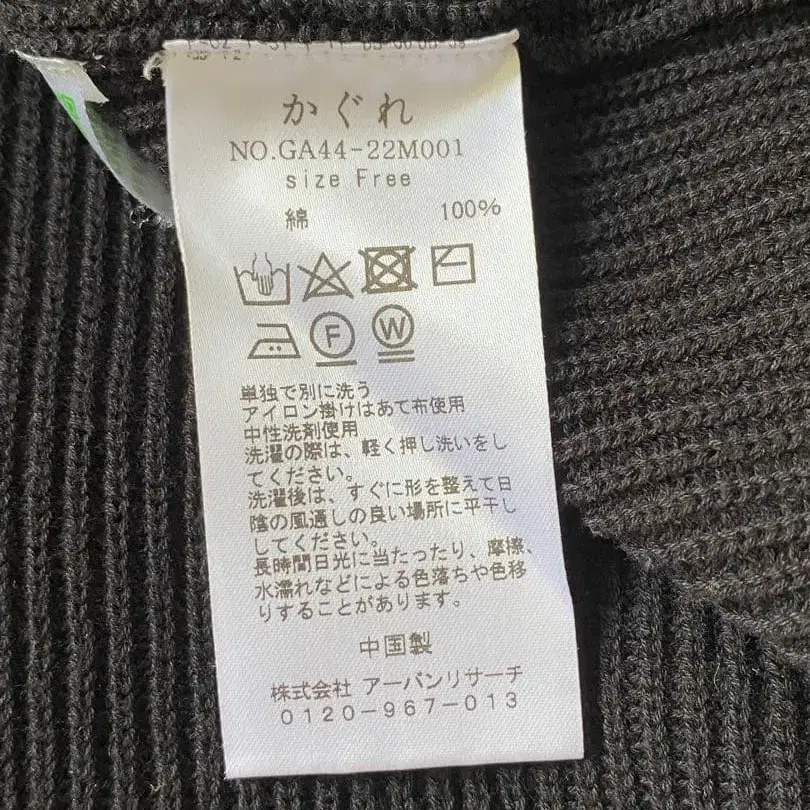 かぐれ
NO.GA44-22M001
size Free
綿 100%
F W
単独で別に洗う
アイロン掛けはあて布使用
中性洗剤使用
洗濯の際は、軽く押し洗いをし
てください。
洗濯後は、すぐに形を整えて日
陰の風通しの良い場所に平干し
してください。
長時間日光に当たったり、摩擦、
水濡れなどによる色落ちや色移
りすることがあります。
中国製
株式会社 アーバンリサーチ
0120-967-013